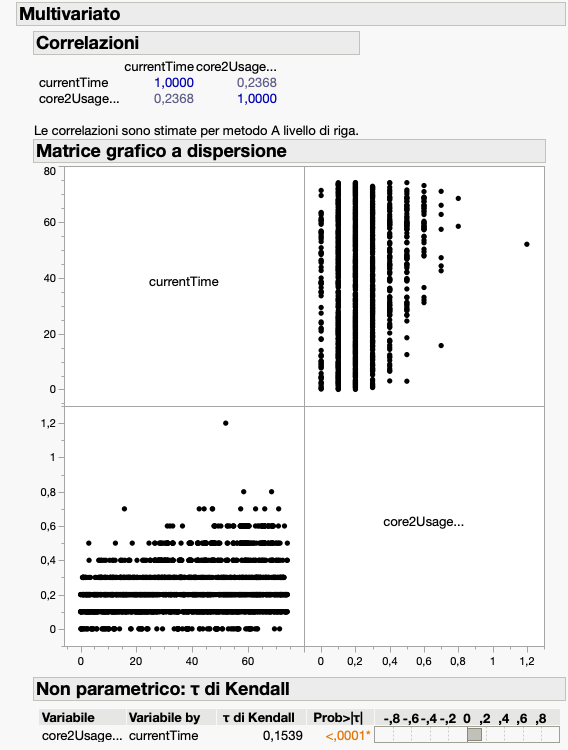 Multivariato
Correlazioni
currentTime core2Usage...
currentTime 1,0000 0,2368
core2Usage... 0,2368 1,0000
Le correlazioni sono stimate per metodo A livello di riga.
Matrice grafico a dispersione
80
60
40
20
0
currentTime
1,2
1
0,8
0,6
0,4
0,2
0
core2Usage...
0 20 40 60 0 0,2 0,4 0,6 0,8 1 1,2
Non parametrico: τ di Kendall
Variabile Variabile by τ di Kendall Prob>|τ| -,8 -,6 -,4 -,2 0 ,2 ,4 ,6 ,8
core2Usage... currentTime 0,1539 <,0001*